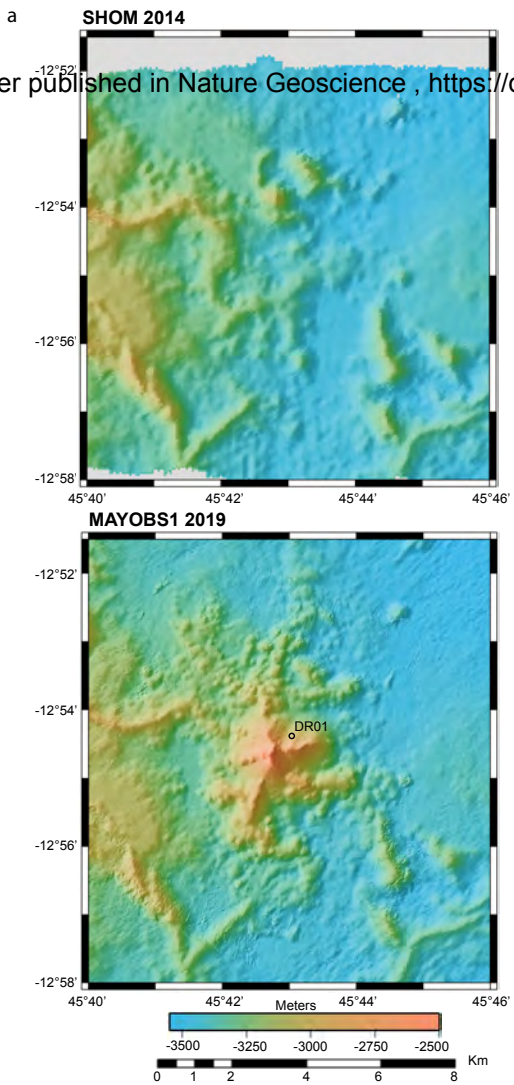 a
SHOM 2014
-12°52'
er published in Nature Geoscience , https://
-12°54'
-12°56'
-12°58'
45°40' 45°42' 45°44' 45°46'
MAYOBS1 2019
-12°52'
-12°54'
DR01
-12°56'
-12°58'
45°40' 45°42' 45°44' 45°46'
Meters
-3500 -3250 -3000 -2750 -2500
Km
0 1 2 4 6 8